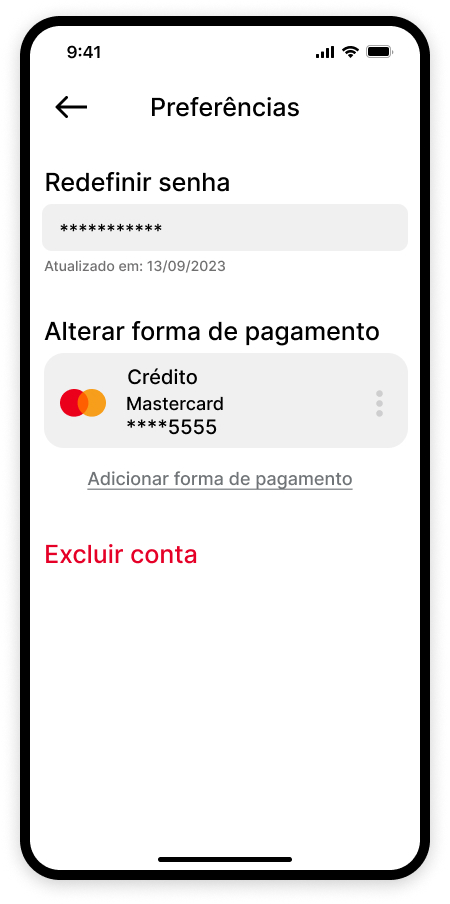 9:41
Preferências
Redefinir senha
***********
Atualizado em: 13/09/2023
Alterar forma de pagamento
Crédito
Mastercard
****5555
Adicionar forma de pagamento
Excluir conta